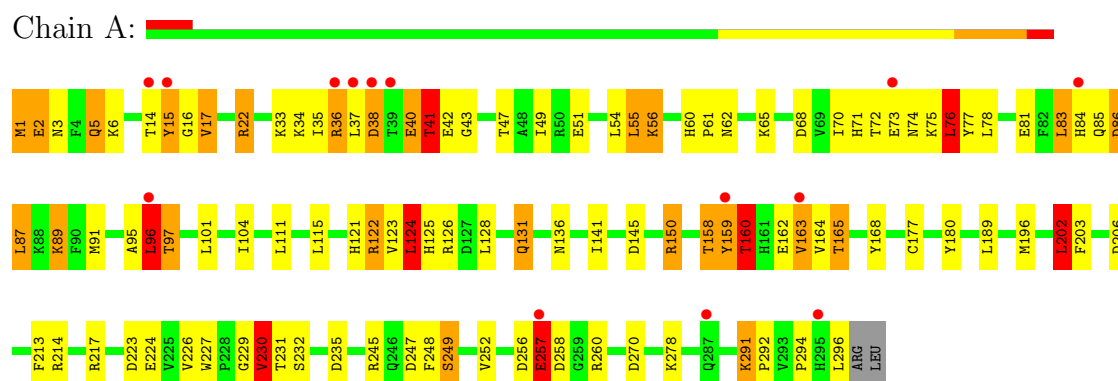 Chain A:
M1 E2 N3 F4 Q5 K6 T14 Y15 G16 V17 R22 K33 K34 I35 R36 L37 D38 T39 E40 T41 E42 G43 T47 A48 I49 R50 E51 L54 L55 K56 H60 P61 N62 K65 D68 V69 I70 H71 T72 E73 N74 K75 L76 Y77 L78 E81 F82 L83 H84 Q85 D86
L87 K88 K89 F90 M91 A95 L96 T97 L101 I104 L111 L115 H121 R122 V123 L124 H125 R126 D127 L128 Q131 N136 I141 D145 R150 T158 Y159 T160 H161 E162 V163 V164 T165 Y168 C177 Y180 L189 M196 L202 F203 D206
F213 R214 R217 D223 E224 V225 V226 W227 P228 G229 V230 T231 S232 D235 R245 Q246 D247 F248 S249 V252 D256 E257 D258 G259 R260 D270 K278 Q287 K291 P292 V293 P294 H295 L296 ARG LEU